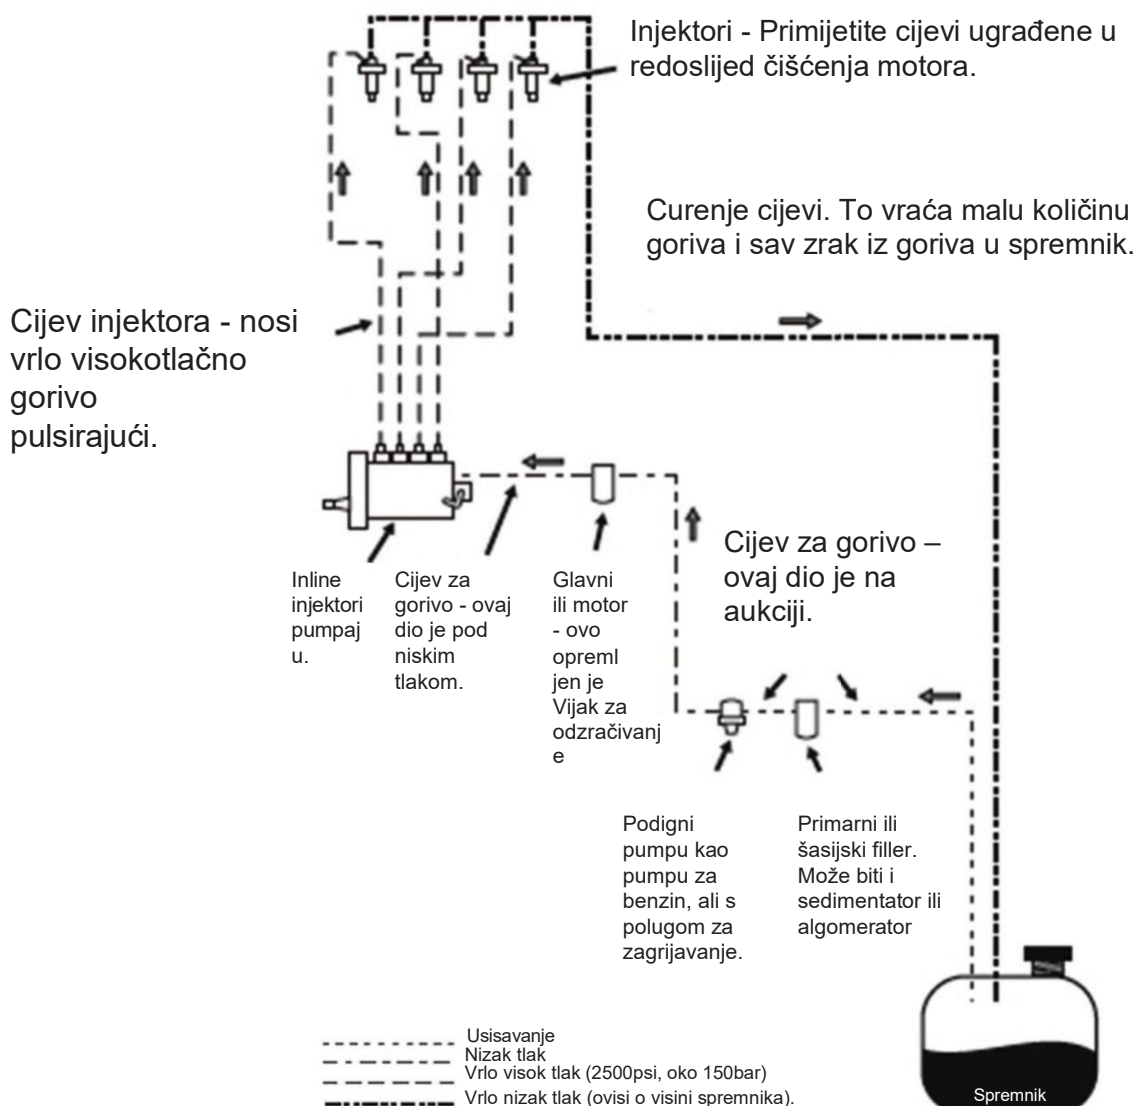 Injektori - Primijetite cijevi ugrađene u
redoslijed čišćenja motora.
Curenje cijevi. To vraća malu količinu
goriva i sav zrak iz goriva u spremnik.
Cijev injektora - nosi
vrlo visokotlačno
gorivo
pulsirajući.
Inline
injektori
pumpaj
u.
Cijev za
gorivo - ovaj
dio je pod
niskim
tlakom.
Glavni
ili motor
- ovo
opreml
jen je
Vijak za
odzračivanj
e
Cijev za gorivo –
ovaj dio je na
aukciji.
Podigni
pumpu kao
pumpu za
benzin, ali s
polugom za
zagrijavanje.
Primarni ili
šasijski filler.
Može biti i
sedimentator ili
algomerator
Usisavanje
Nizak tlak
Vrlo visok tlak (2500psi, oko 150bar)
Vrlo nizak tlak (ovisi o visini spremnika).
Spremnik